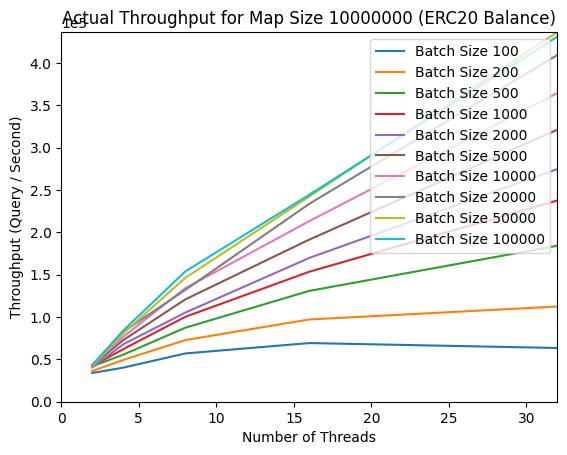 Actual Throughput for Map Size 10000000 (ERC20 Balance)
1e5
Throughput (Query / Second)
4.0
3.5
3.0
2.5
2.0
1.5
1.0
0.5
0.0
Batch Size 100
Batch Size 200
Batch Size 500
Batch Size 1000
Batch Size 2000
Batch Size 5000
Batch Size 10000
Batch Size 20000
Batch Size 50000
Batch Size 100000
0 5 10 15 20 25 30
Number of Threads